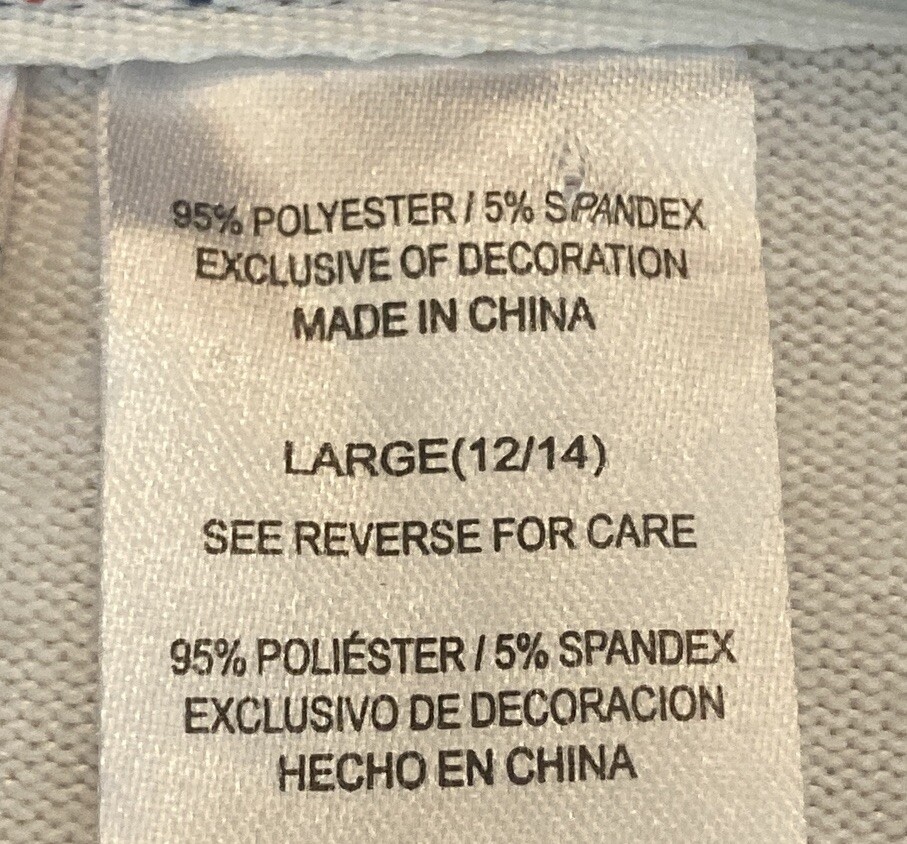 95% POLYESTER / 5% SPANDEX
EXCLUSIVE OF DECORATION
MADE IN CHINA
LARGE(12/14)
SEE REVERSE FOR CARE
95% POLIÉSTER / 5% SPANDEX
EXCLUSIVO DE DECORACION
HECHO EN CHINA